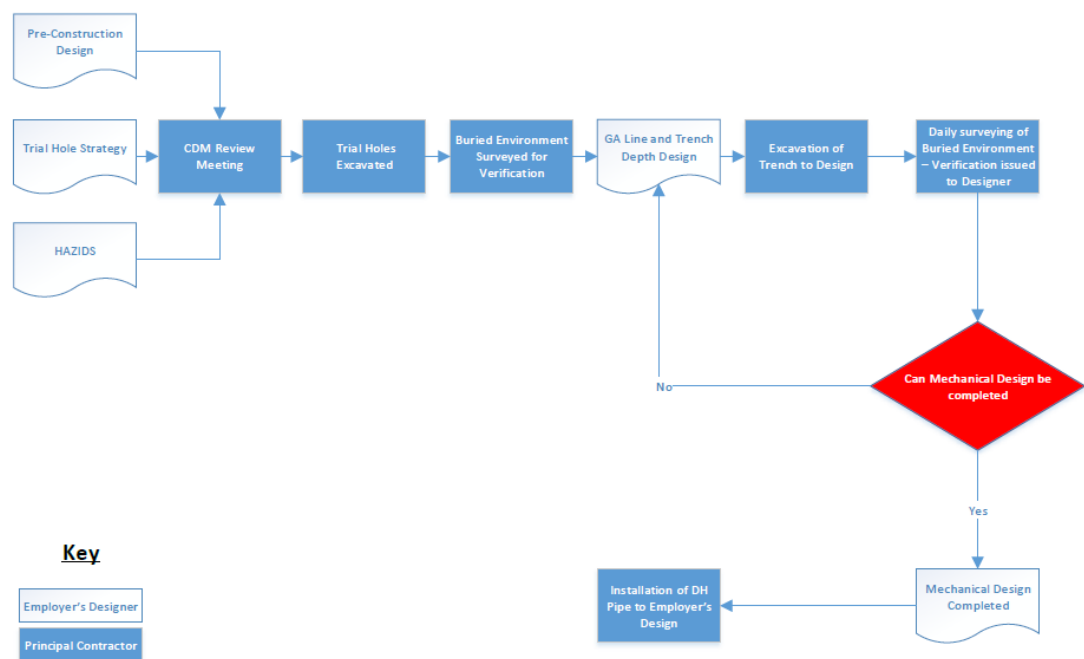 Pre-Construction
Design
Trial Hole Strategy
CDM Review
Meeting
Trial Holes
Excavated
Buried Environment
Surveyed for
Verification
GA Line and Trench
Depth Design
Excavation of
Trench to Design
Daily surveying of
Buried Environment
– Verification issued
to Designer
HAZIDS
Can Mechanical Design be
completed
No
Yes
Mechanical Design
Completed
Installation of DH
Pipe to Employer's
Design
Key
Employer's Designer
Principal Contractor